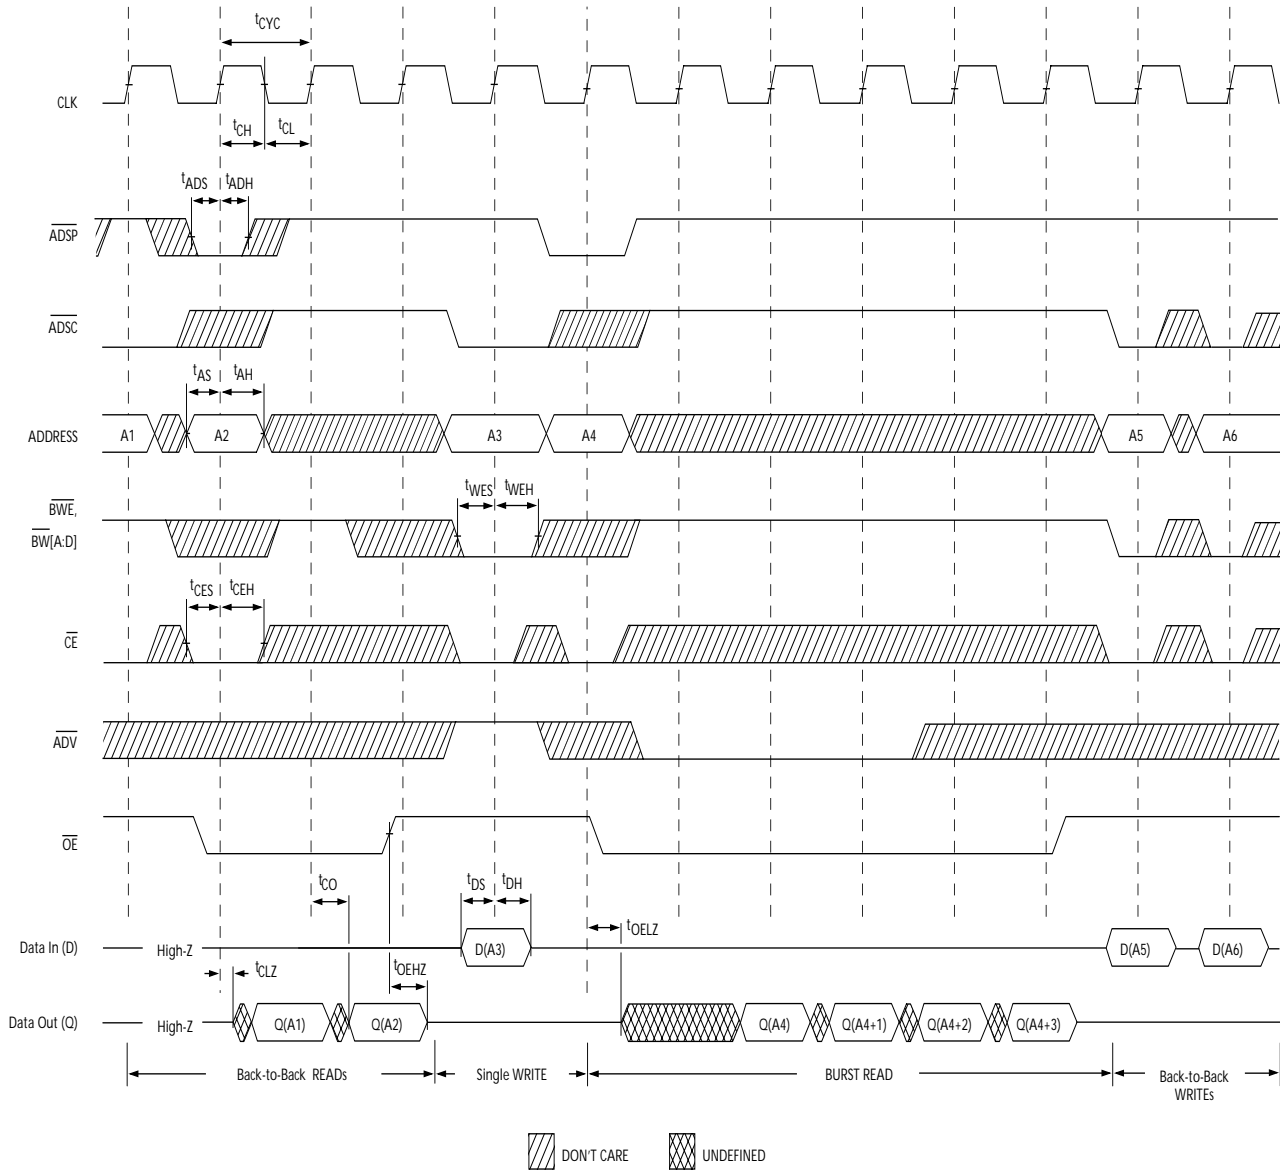 tCYC
CLK
tCH
tCL
tADS
tADH
ADSP
ADSC
tAS
tAH
ADDRESS
A1
A2
A3
A4
A5
A6
BWE,
tWES
tWEH
BW[A:D]
tCES
tCEH
CE
ADV
OE
tCO
tDS
tDH
tOELZ
Data In (D)
High-Z
D(A3)
D(A5)
D(A6)
tCLZ
tOEHZ
Data Out (Q)
High-Z
Q(A1)
Q(A2)
Q(A4)
Q(A4+1)
Q(A4+2)
Q(A4+3)
Back-to-Back READs
Single WRITE
BURST READ
Back-to-Back
WRITEs
DON'T CARE
UNDEFINED